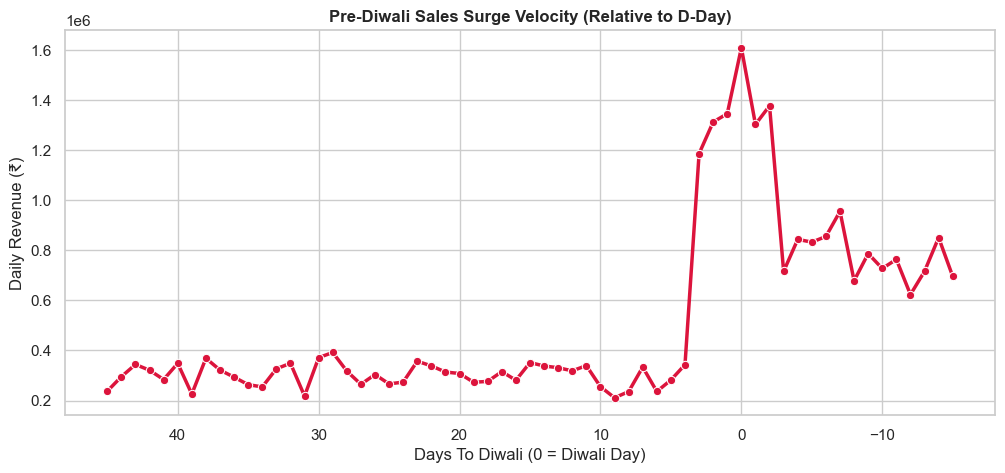 Pre-Diwali Sales Surge Velocity (Relative to D-Day)
1e6
1.6
1.4
1.2
1.0
0.8
0.6
0.4
0.2
Daily Revenue (₹)
40 30 20 10 0 −10
Days To Diwali (0 = Diwali Day)